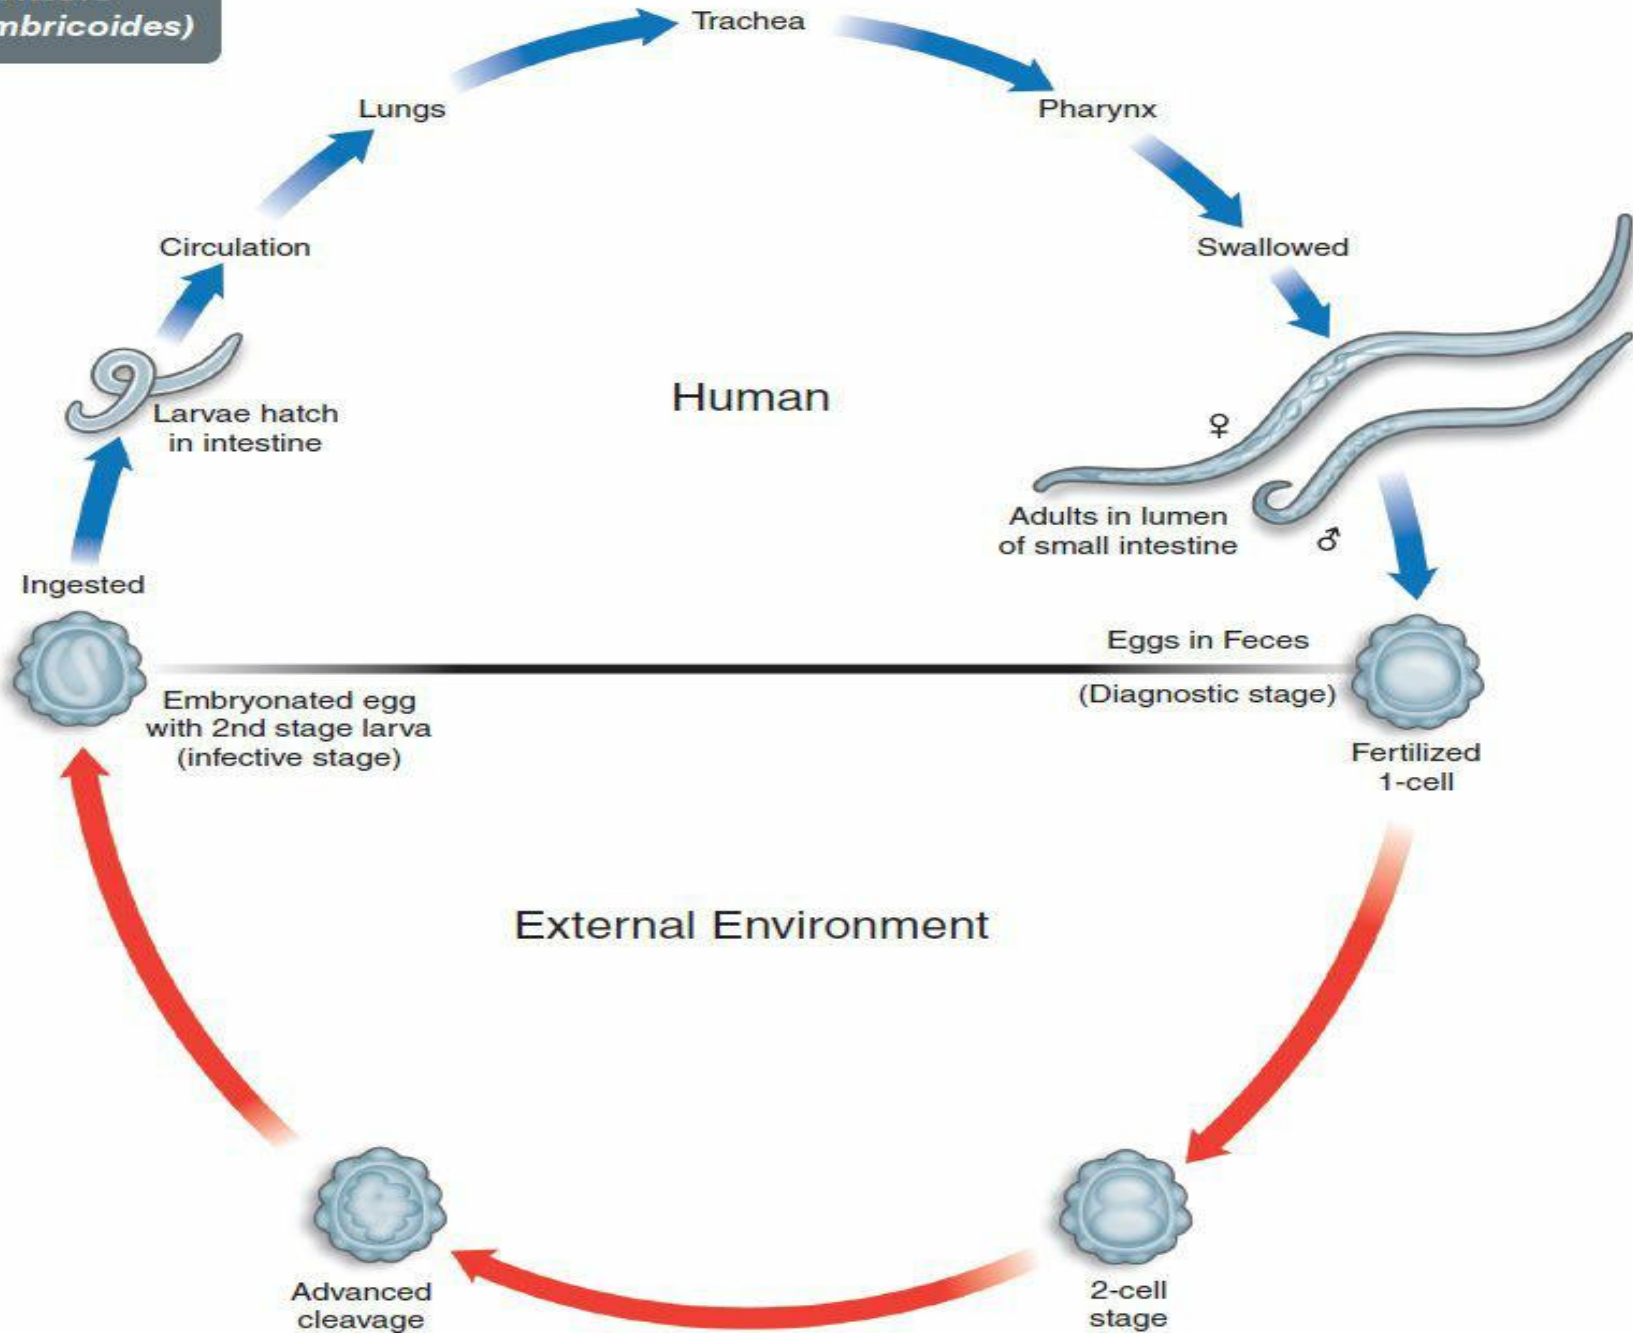 mbricoides)
Trachea
Lungs
Pharynx
Circulation
Swallowed
Larvae hatch
in intestine
Human
♀
Adults in lumen
of small intestine
♂
Ingested
Eggs in Feces
(Diagnostic stage)
Embryonated egg
with 2nd stage larva
(infective stage)
Fertilized
1-cell
External Environment
Advanced
cleavage
2-cell
stage